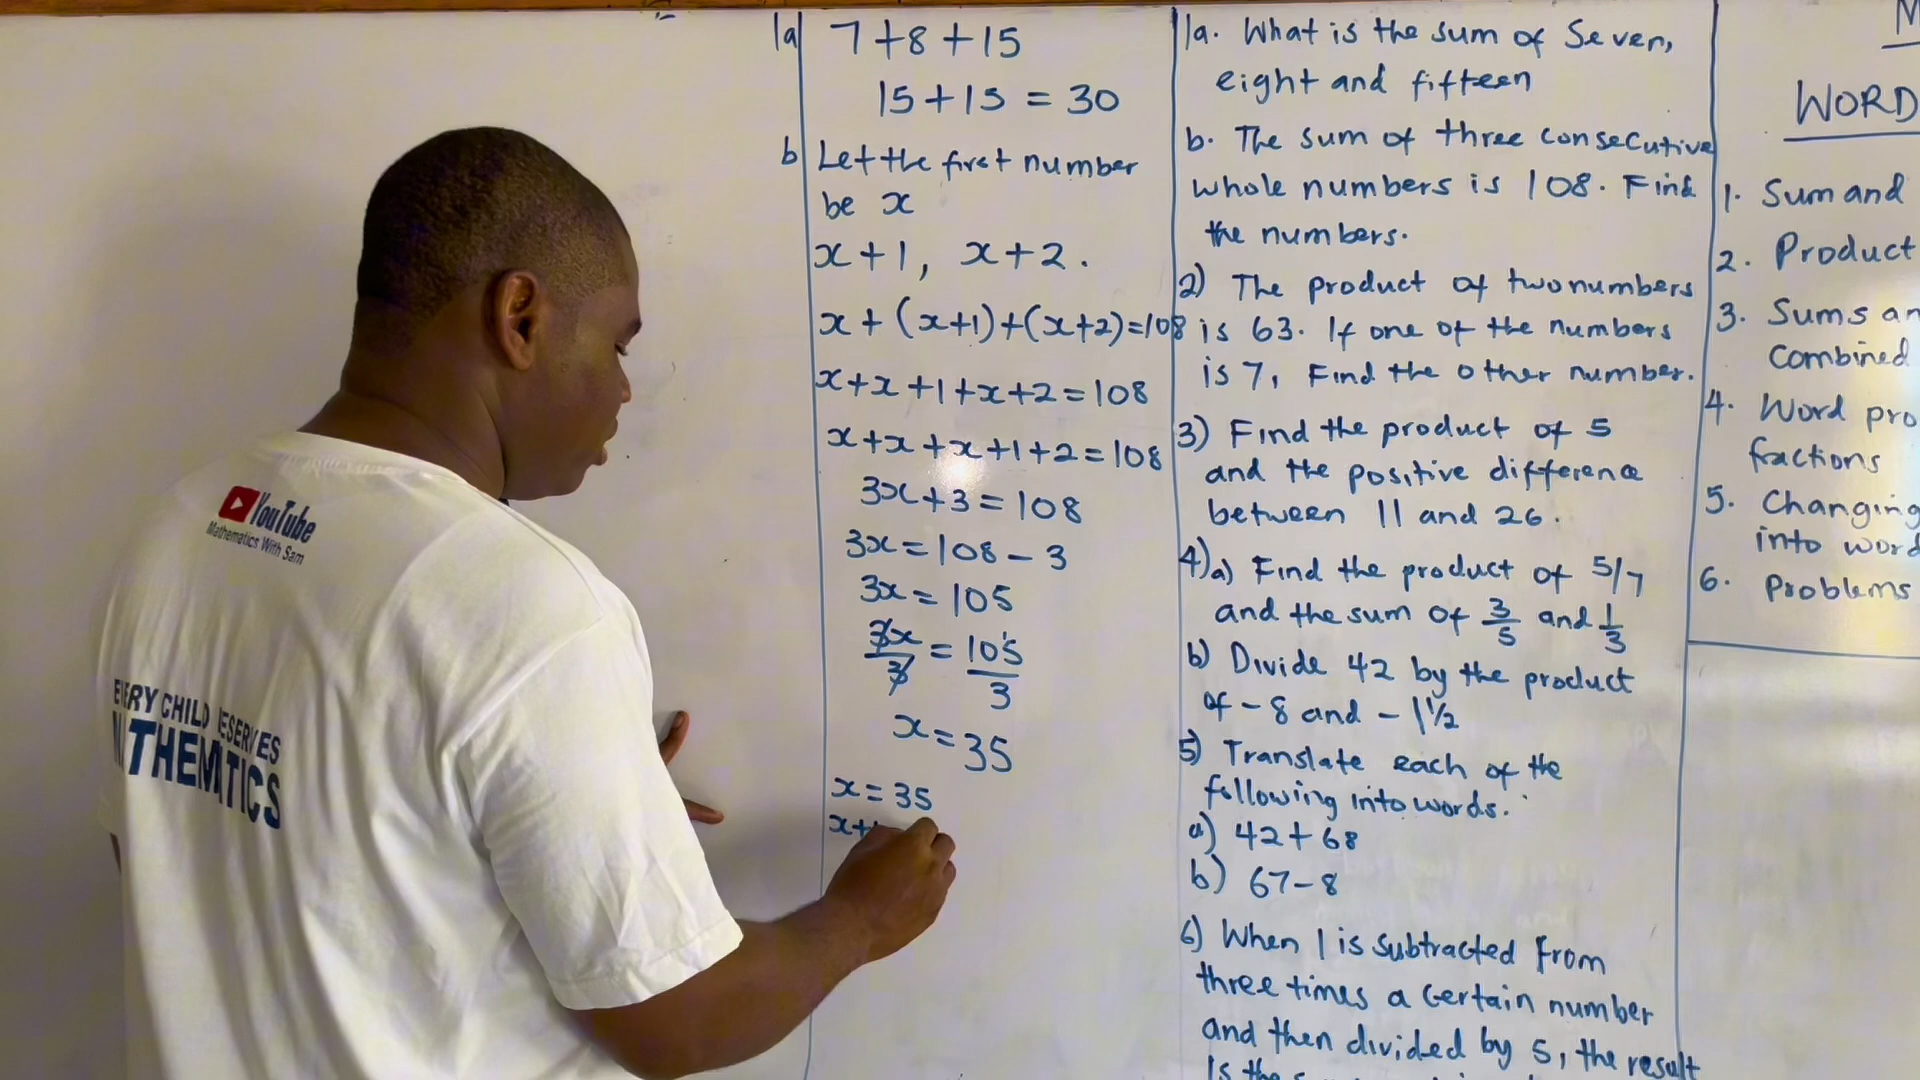 1a 7+8+15
15+15 = 30
b Let the first number
be x
x+1, x+2.
x+(x+1)+(x+2)=108
x+x+1+x+2=108
x+x+x+1+2=108
3x+3=108
3x=108-3
3x=105
3x/3 = 105/3
x=35
x=35
x+
1a. What is the sum of Seven,
eight and fifteen
b. The sum of three consecutive
whole numbers is 108. Find
the numbers.
2) The product of two numbers
is 63. If one of the numbers
is 7, Find the other number.
3) Find the product of 5
and the positive difference
between 11 and 26.
4) a) Find the product of 5/7
and the sum of 3/5 and 1/3
b) Divide 42 by the product
of -8 and -1 1/2
5) Translate each of the
following into words.
a) 42+68
b) 67-8
6) When 1 is subtracted From
three times a certain number
and then divided by 5, the result
is the
WORD
1. Sum and
2. Product
3. Sums an
Combined
4. Word pro
fractions
5. Changing
into word
6. Problems
YouTube
Mathematics With Sam
EVERY CHILD DESERVES
MATHEMATICS